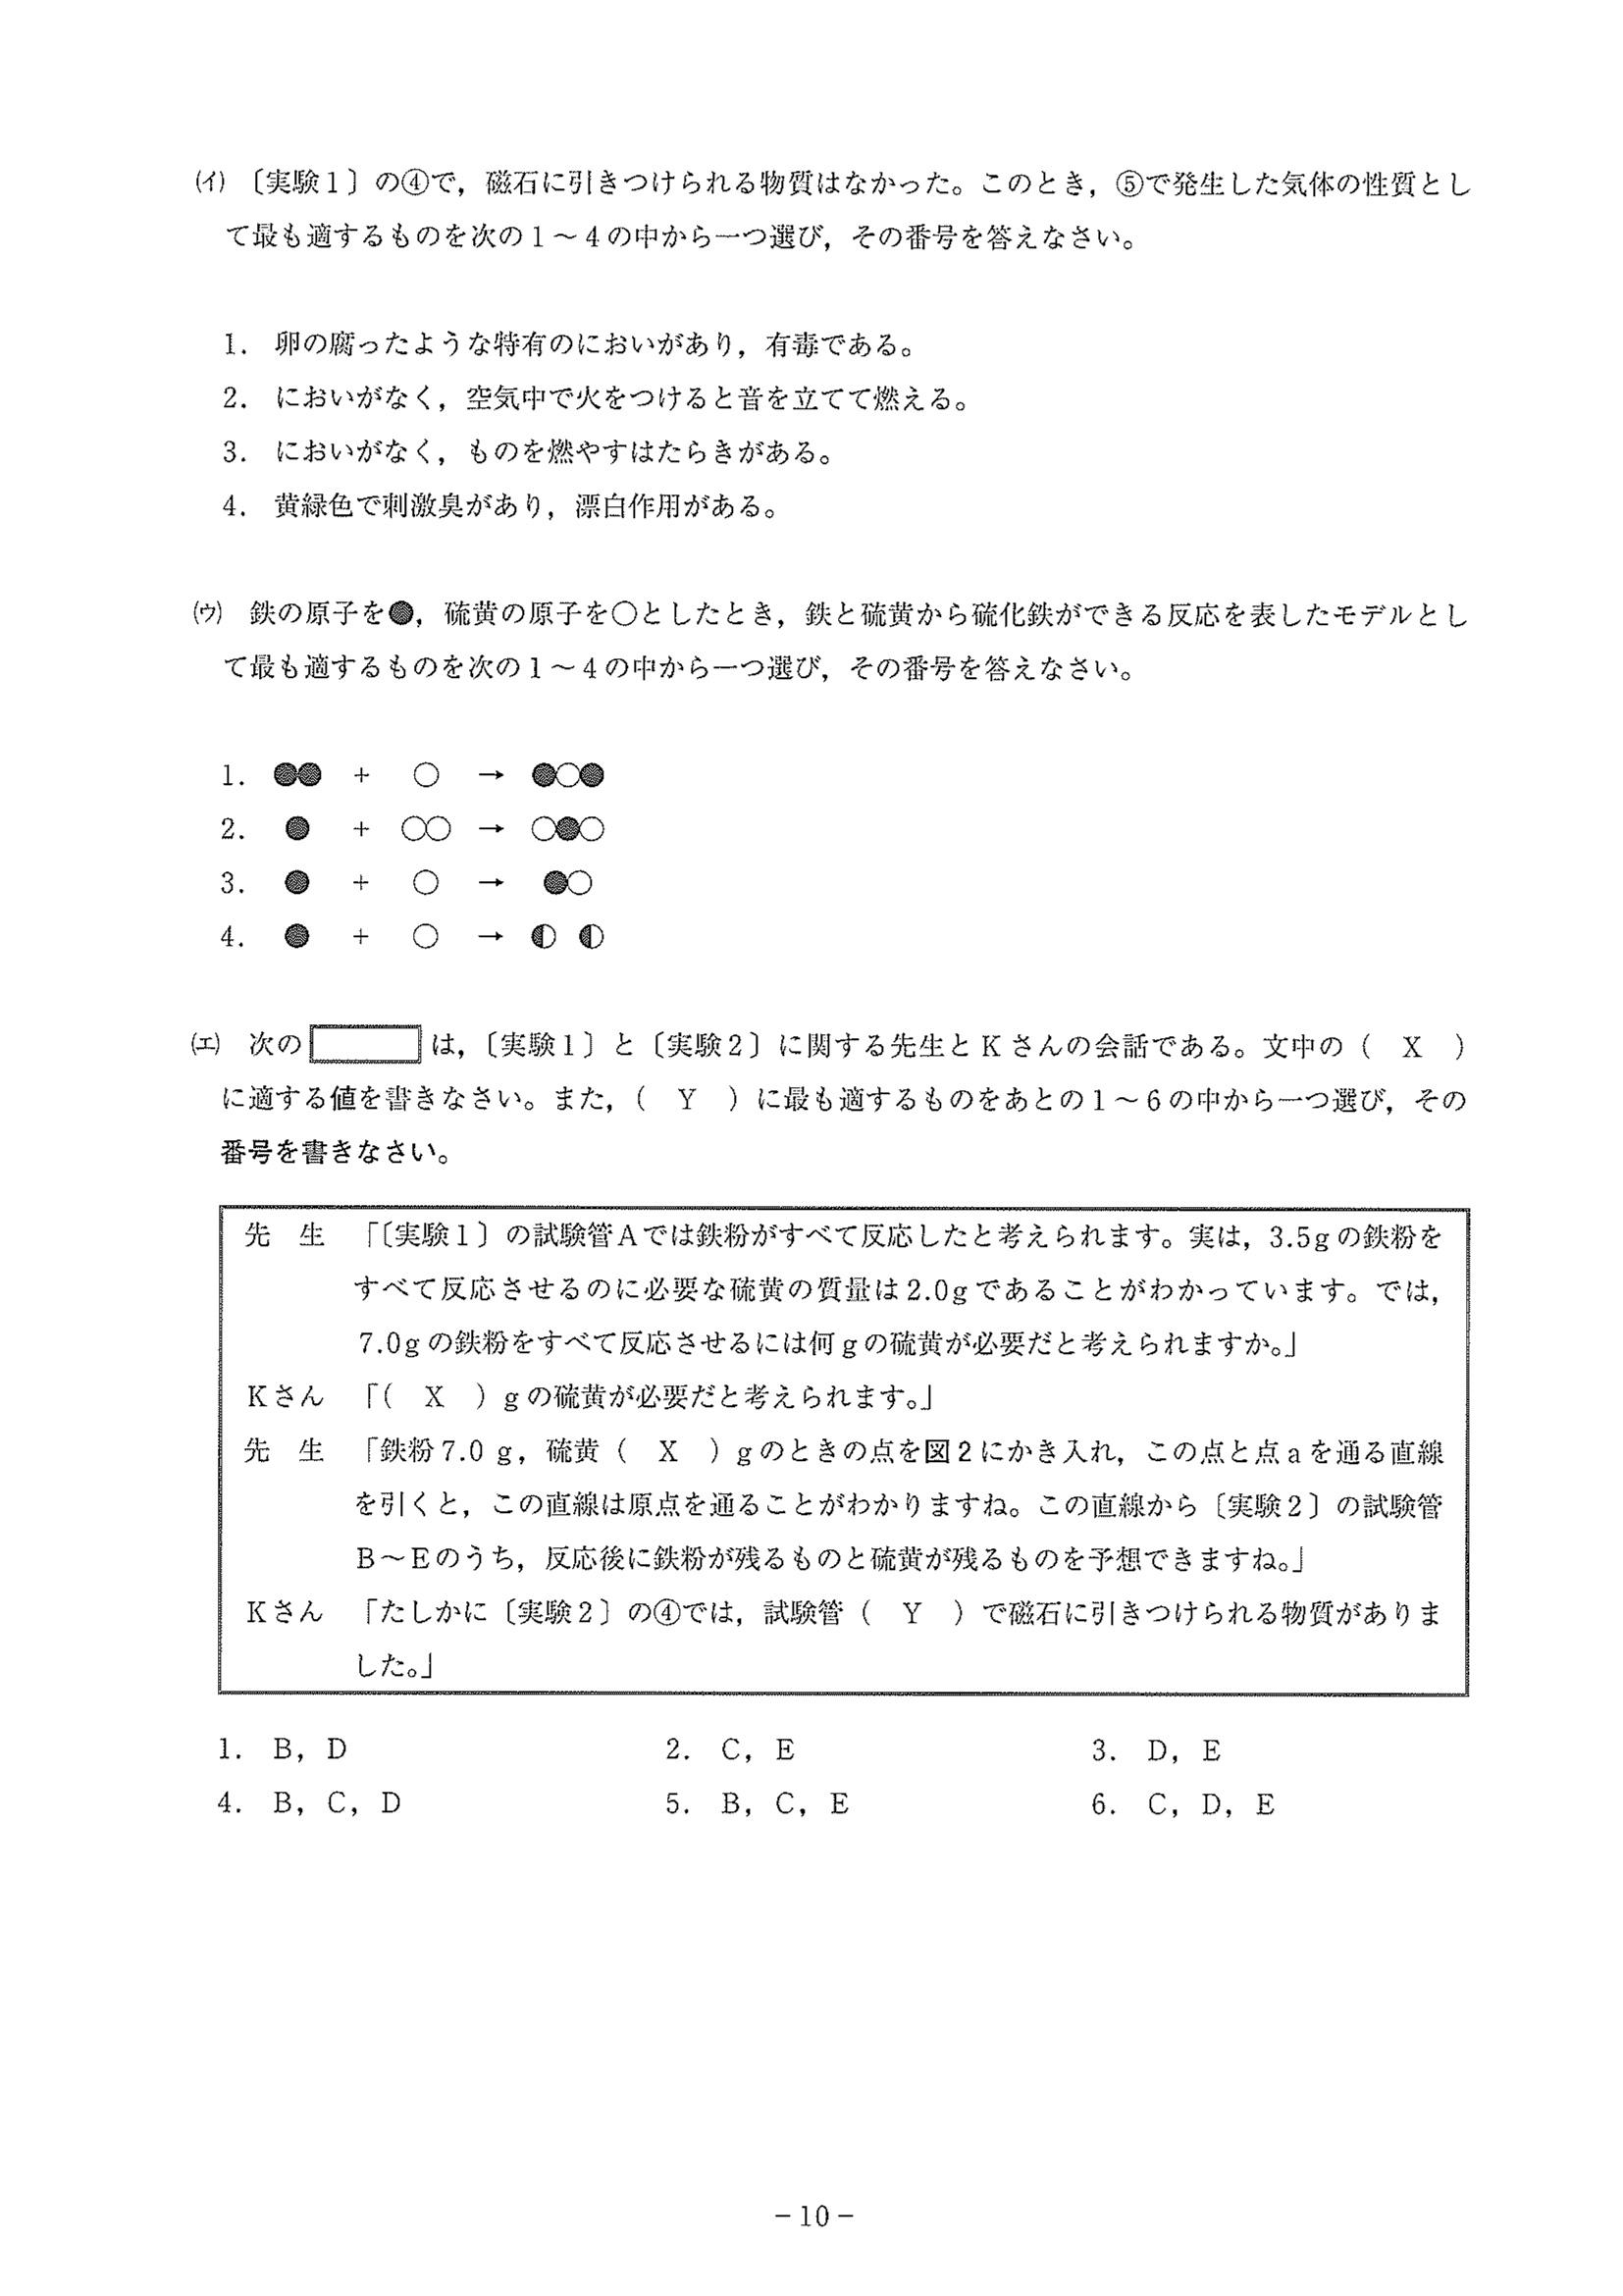 (イ) 〔実験1〕の④で，磁石に引きつけられる物質はなかった。このとき，⑤で発生した気体の性質とし
て最も適するものを次の1～4の中から一つ選び，その番号を答えなさい。
1. 卵の腐ったような特有のにおいがあり，有毒である。
2. においがなく，空気中で火をつけると音を立てて燃える。
3. においがなく，ものを燃やすはたらきがある。
4. 黄緑色で刺激臭があり，漂白作用がある。
(ウ) 鉄の原子を●，硫黄の原子を○としたとき，鉄と硫黄から硫化鉄ができる反応を表したモデルとし
て最も適するものを次の1～4の中から一つ選び，その番号を答えなさい。
1. ●● + ○ → ●○●
2. ● + ○○ → ○●○
3. ● + ○ → ●○
4. ● + ○ → ◐ ◐
(エ) 次の は，〔実験1〕と〔実験2〕に関する先生とKさんの会話である。文中の（ X ）
に適する値を書きなさい。また，（ Y ）に最も適するものをあとの1～6の中から一つ選び，その
番号を書きなさい。
先 生 「〔実験1〕の試験管Aでは鉄粉がすべて反応したと考えられます。実は，3.5gの鉄粉を
すべて反応させるのに必要な硫黄の質量は2.0gであることがわかっています。では，
7.0gの鉄粉をすべて反応させるには何gの硫黄が必要だと考えられますか。」
Kさん 「（ X ）gの硫黄が必要だと考えられます。」
先 生 「鉄粉7.0 g，硫黄（ X ）gのときの点を図2にかき入れ，この点と点aを通る直線
を引くと，この直線は原点を通ることがわかりますね。この直線から〔実験2〕の試験管
B～Eのうち，反応後に鉄粉が残るものと硫黄が残るものを予想できますね。」
Kさん 「たしかに〔実験2〕の④では，試験管（ Y ）で磁石に引きつけられる物質がありま
した。」
1. B，D 2. C，E 3. D，E
4. B，C，D 5. B，C，E 6. C，D，E
－10－